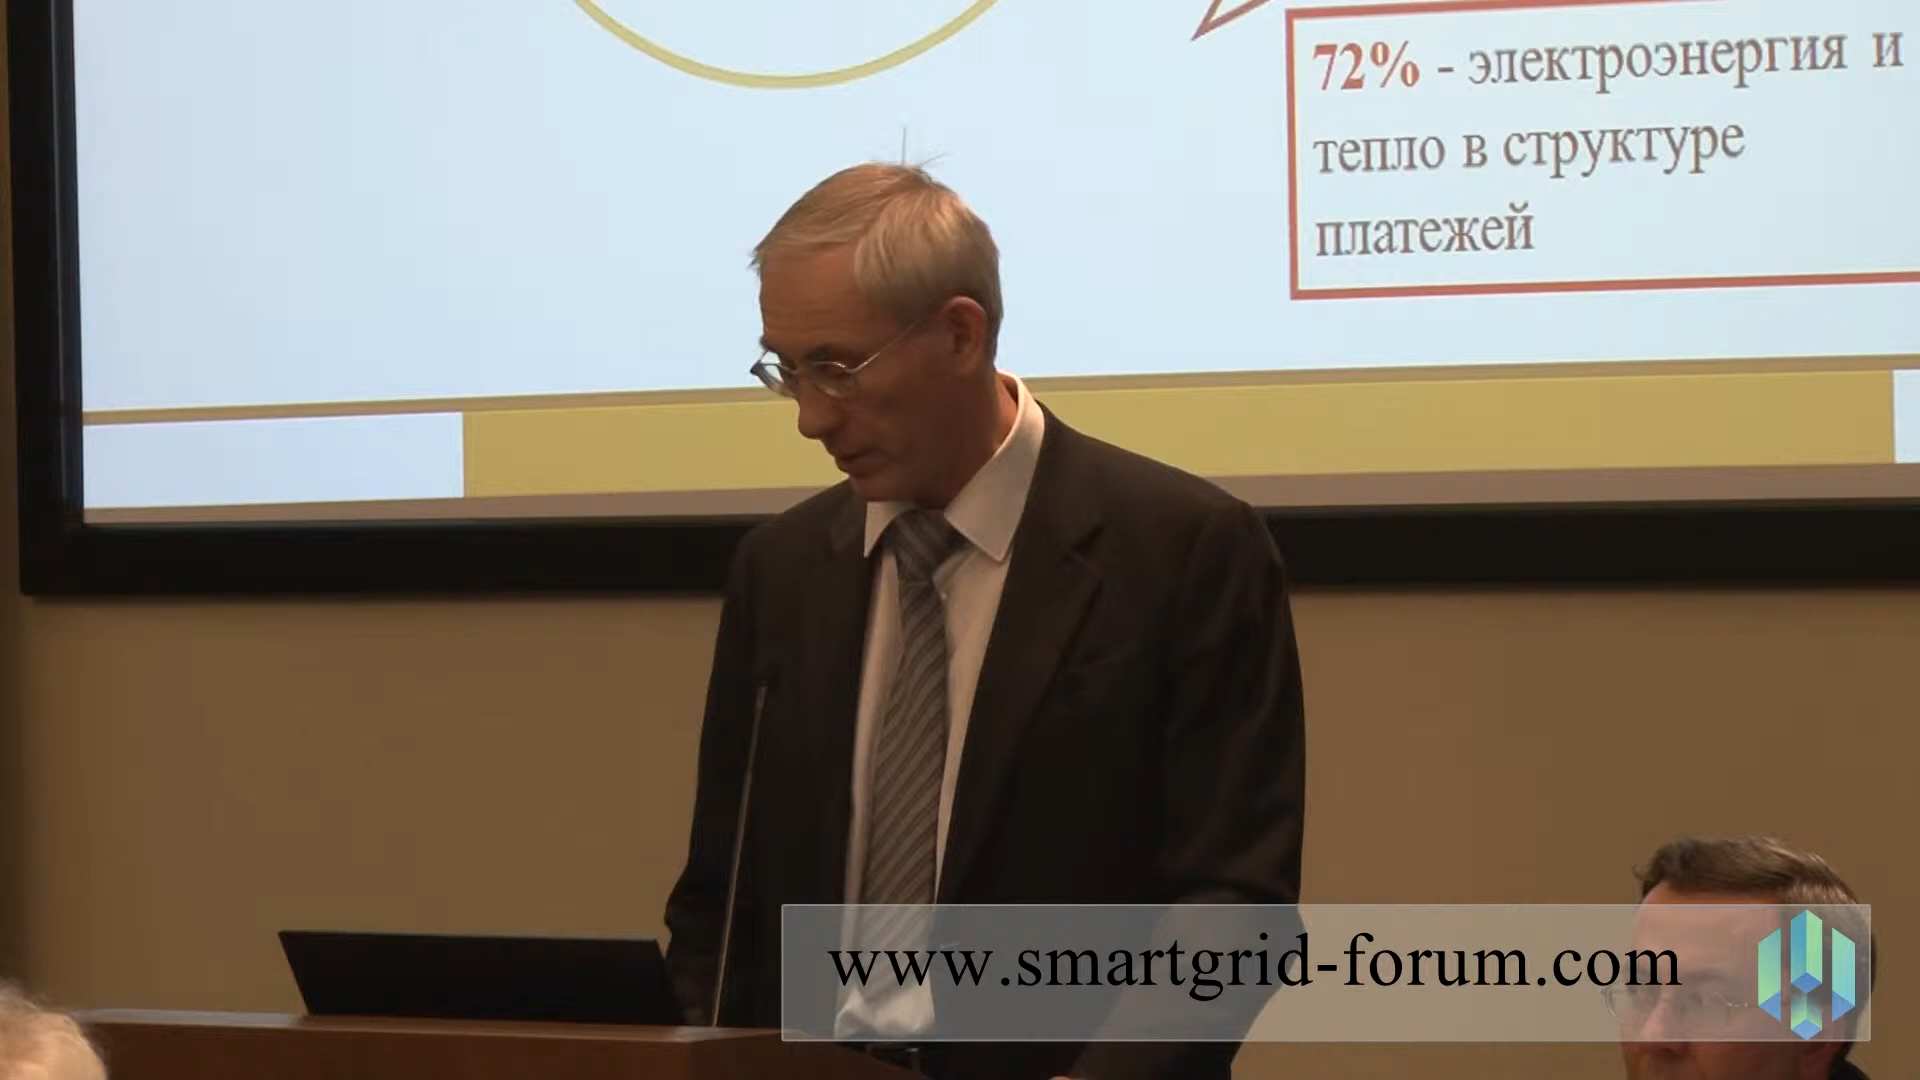 72% - электроэнергия и
тепло в структуре
платежей
www.smartgrid-forum.com